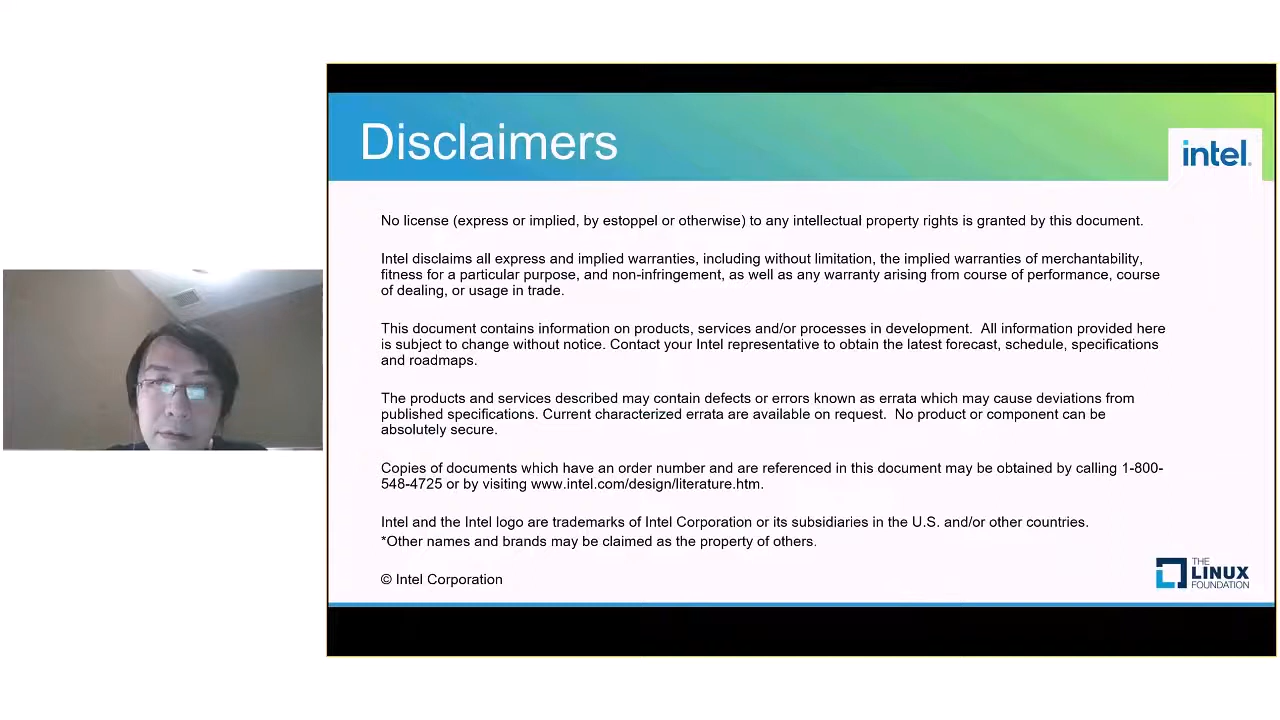 Disclaimers
intel.
No license (express or implied, by estoppel or otherwise) to any intellectual property rights is granted by this document.
Intel disclaims all express and implied warranties, including without limitation, the implied warranties of merchantability,
fitness for a particular purpose, and non-infringement, as well as any warranty arising from course of performance, course
of dealing, or usage in trade.
This document contains information on products, services and/or processes in development.  All information provided here
is subject to change without notice. Contact your Intel representative to obtain the latest forecast, schedule, specifications
and roadmaps.
The products and services described may contain defects or errors known as errata which may cause deviations from
published specifications. Current characterized errata are available on request.  No product or component can be
absolutely secure.
Copies of documents which have an order number and are referenced in this document may be obtained by calling 1-800-
548-4725 or by visiting www.intel.com/design/literature.htm.
Intel and the Intel logo are trademarks of Intel Corporation or its subsidiaries in the U.S. and/or other countries.
*Other names and brands may be claimed as the property of others.
© Intel Corporation
THE
LINUX
FOUNDATION